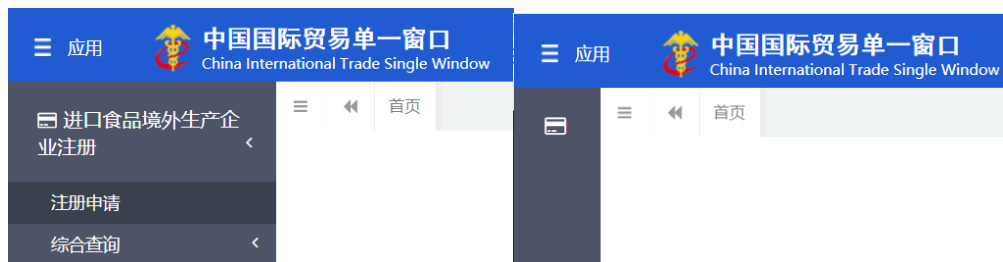 应用
中国国际贸易单一窗口
China International Trade Single Window
进口食品境外生产企
业注册
首页
注册申请
综合查询
应用
中国国际贸易单一窗口
China International Trade Single Window
首页